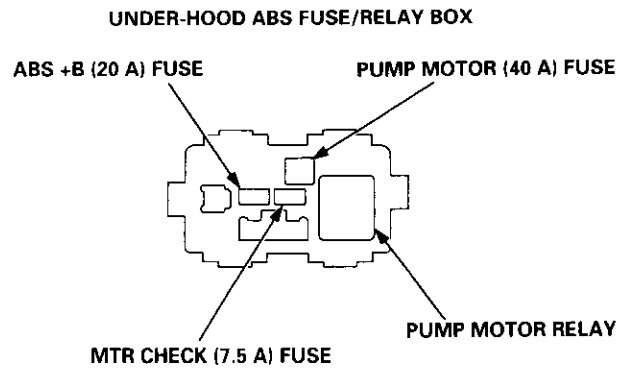 UNDER-HOOD ABS FUSE/RELAY BOX
ABS +B (20 A) FUSE
PUMP MOTOR (40 A) FUSE
PUMP MOTOR RELAY
MTR CHECK (7.5 A) FUSE